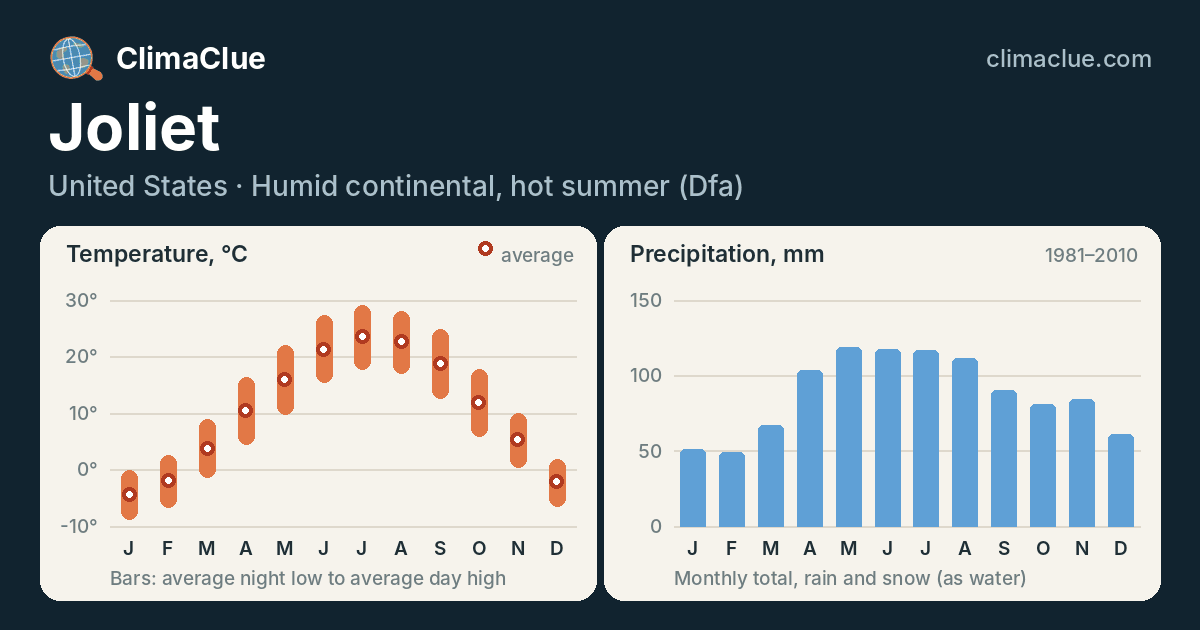 ClimaClue
climaclue.com
Joliet
United States · Humid continental, hot summer (Dfa)
Temperature, °C
average
30°
20°
10°
0°
-10°
J F M A M J J A S O N D
Bars: average night low to average day high
Precipitation, mm
1981–2010
150
100
50
0
J F M A M J J A S O N D
Monthly total, rain and snow (as water)